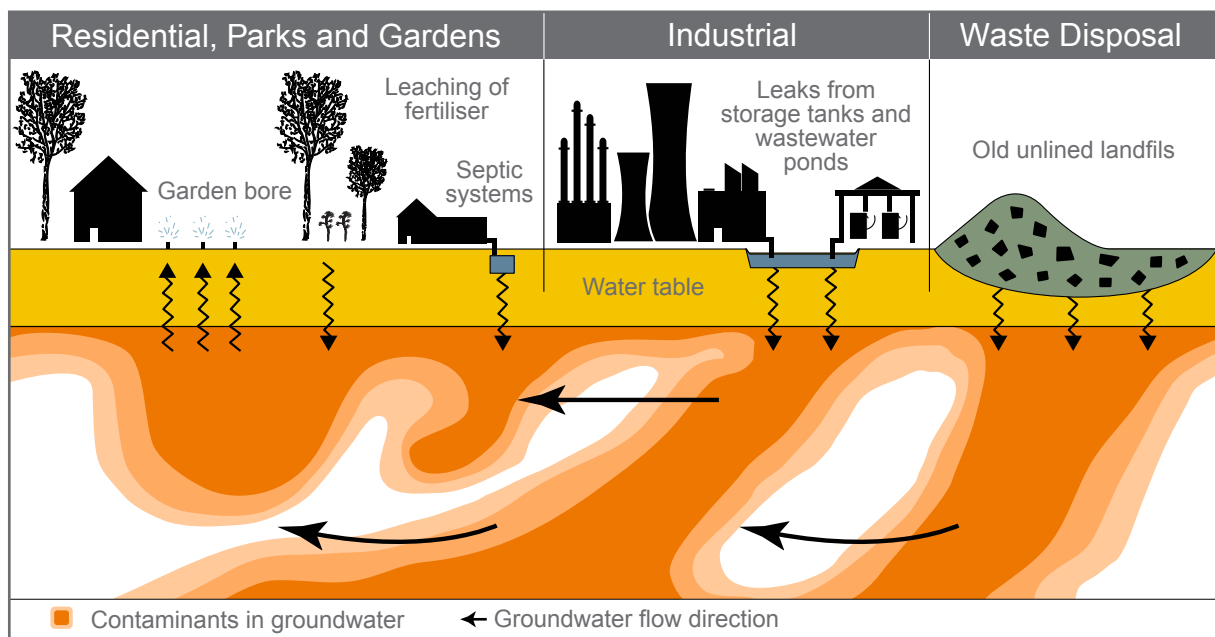 Residential, Parks and Gardens
Industrial
Waste Disposal
Leaching of
fertiliser
Garden bore
Septic
systems
Leaks from
storage tanks and
wastewater
ponds
Old unlined landfils
Water table
Contaminants in groundwater
Groundwater flow direction